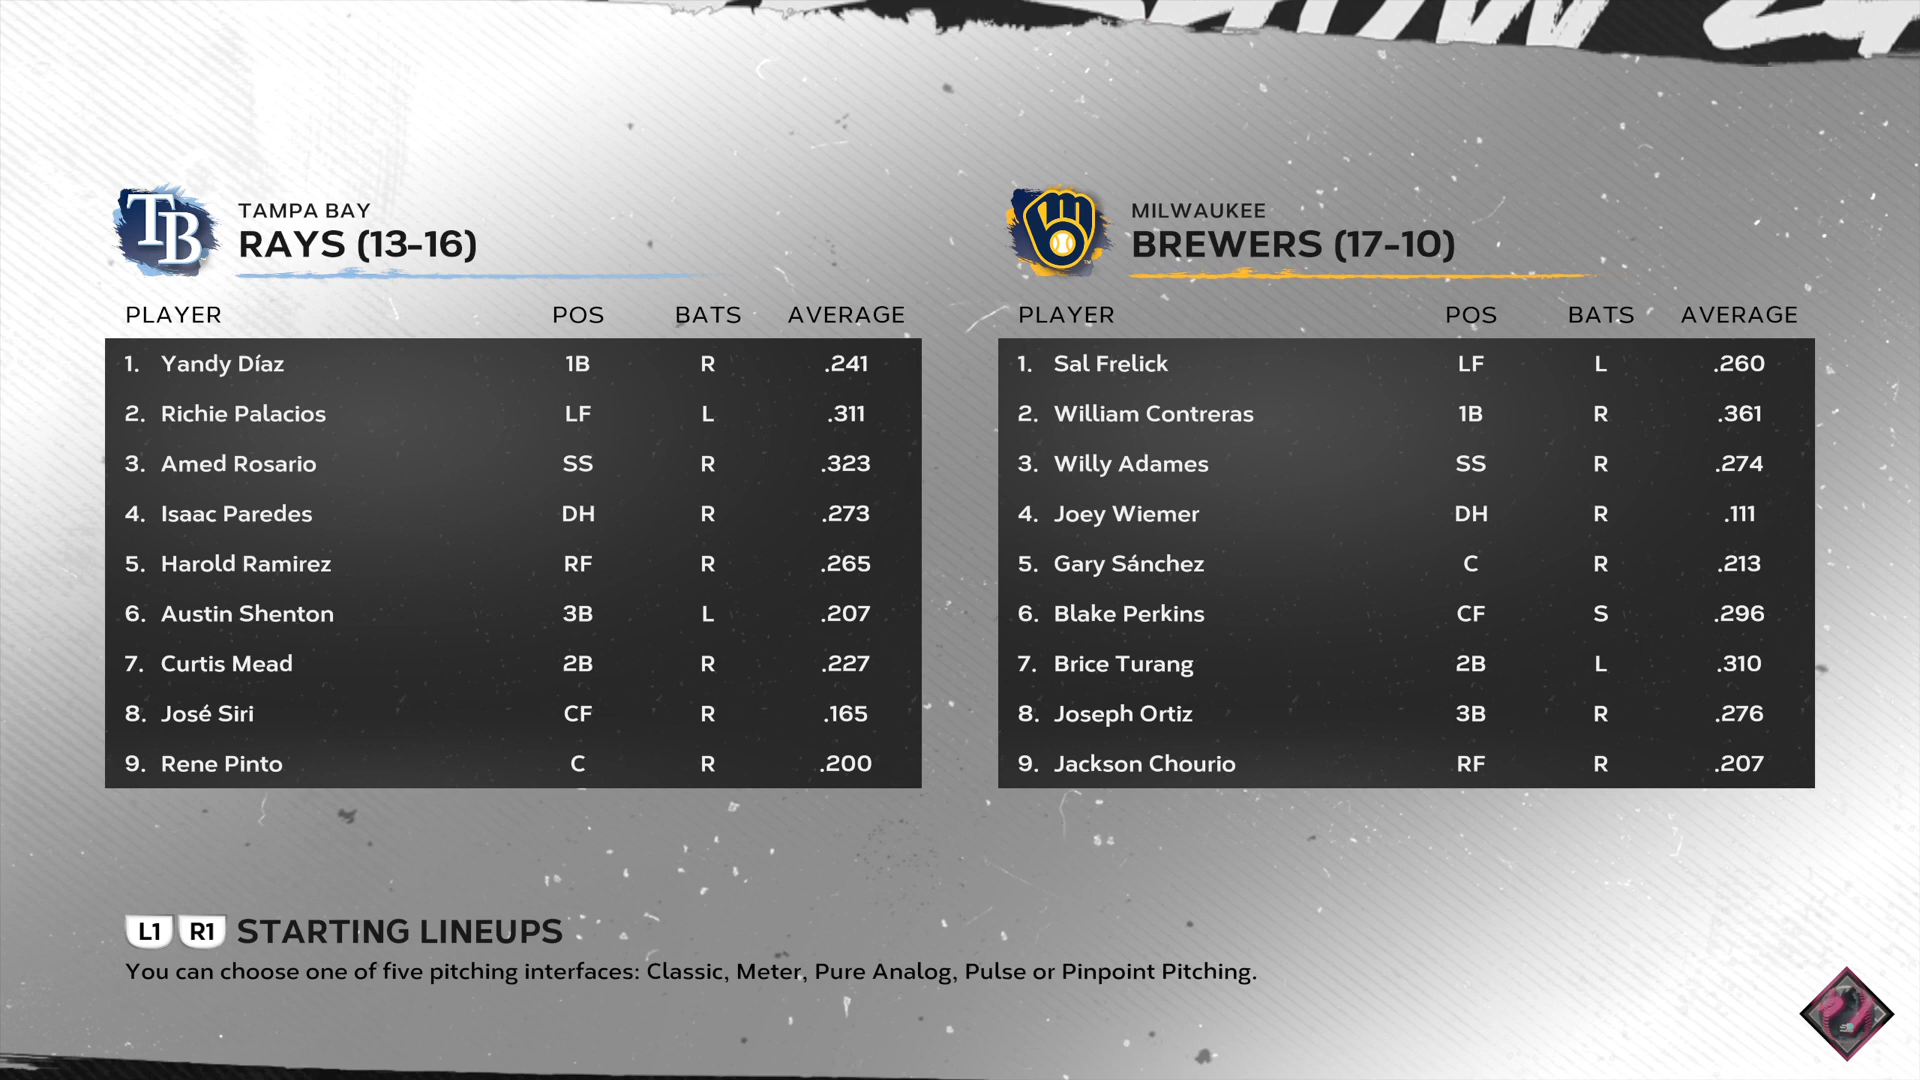 SHOW 24
TB
TAMPA BAY
RAYS (13-16)
PLAYER POS BATS AVERAGE
1. Yandy Díaz 1B R .241
2. Richie Palacios LF L .311
3. Amed Rosario SS R .323
4. Isaac Paredes DH R .273
5. Harold Ramirez RF R .265
6. Austin Shenton 3B L .207
7. Curtis Mead 2B R .227
8. José Siri CF R .165
9. Rene Pinto C R .200
MILWAUKEE
BREWERS (17-10)
PLAYER POS BATS AVERAGE
1. Sal Frelick LF L .260
2. William Contreras 1B R .361
3. Willy Adames SS R .274
4. Joey Wiemer DH R .111
5. Gary Sánchez C R .213
6. Blake Perkins CF S .296
7. Brice Turang 2B L .310
8. Joseph Ortiz 3B R .276
9. Jackson Chourio RF R .207
L1 R1 STARTING LINEUPS
You can choose one of five pitching interfaces: Classic, Meter, Pure Analog, Pulse or Pinpoint Pitching.